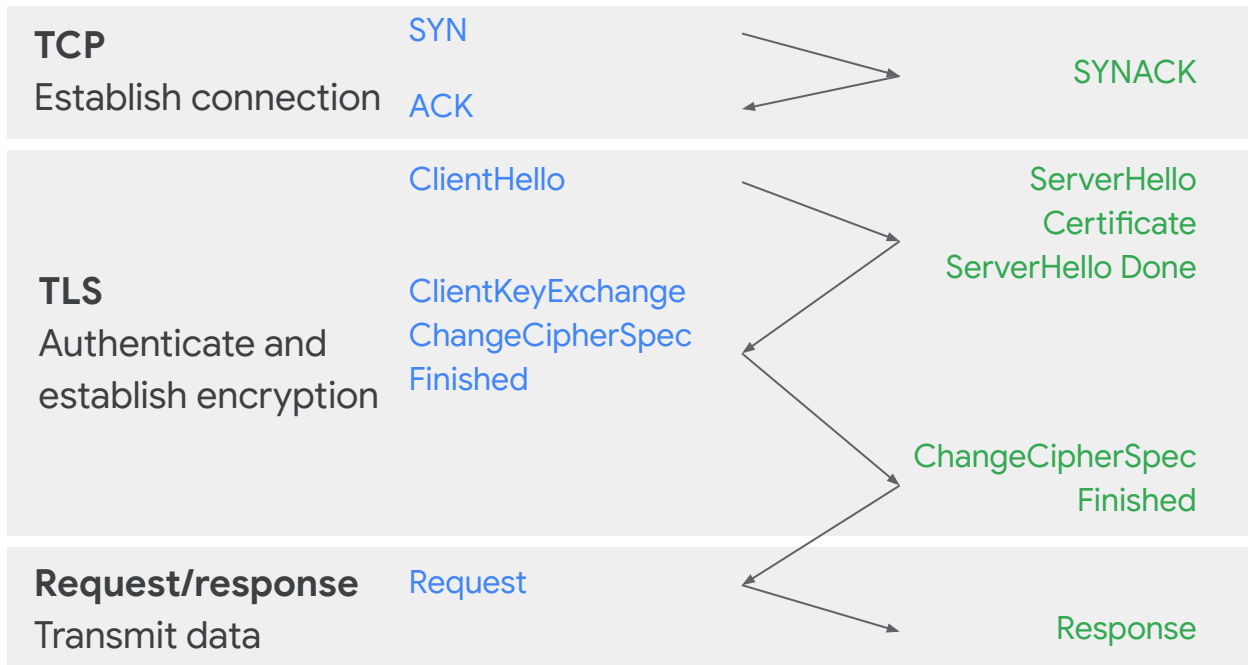 TCP
Establish connection
SYN
SYNACK
ACK
TLS
Authenticate and
establish encryption
ClientHello
ServerHello
Certificate
ServerHello Done
ClientKeyExchange
ChangeCipherSpec
Finished
ChangeCipherSpec
Finished
Request/response
Transmit data
Request
Response